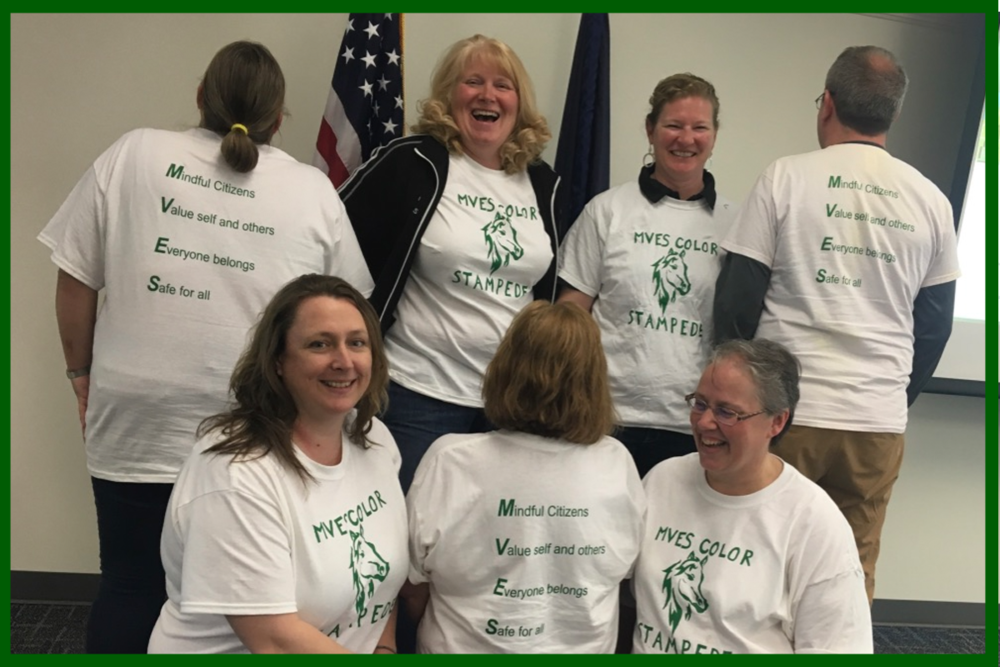 Mindful Citizens
Value self and others
Everyone belongs
Safe for all
MVES COLOR
STAMPEDE
MVES COLOR
STAMPEDE
Mindful Citizens
Value self and others
Everyone belongs
Safe for all
MVES COLOR
Mindful Citizens
Value self and others
Everyone belongs
Safe for all
MVES COLOR
STAMPEDE